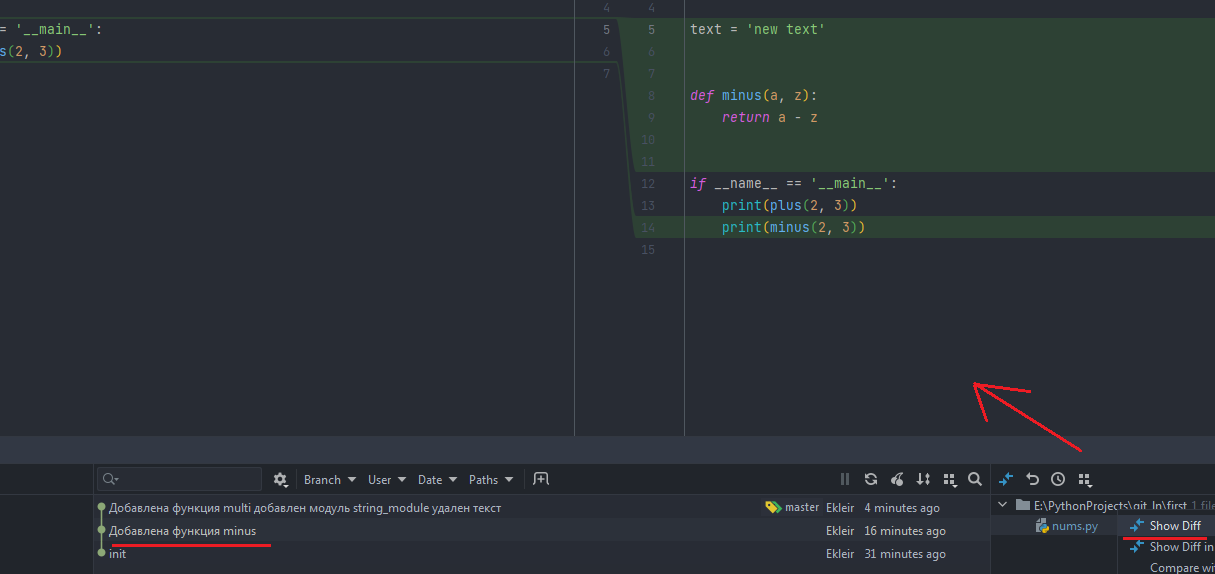 4 4
= '__main__': 5 5 text = 'new text'
s(2, 3)) 6 6
7 7
8 def minus(a, z):
9 return a - z
10
11
12 if __name__ == '__main__':
13 print(plus(2, 3))
14 print(minus(2, 3))
15
Branch User Date Paths
Добавлена функция multi добавлен модуль string_module удален текст master Ekleir 4 minutes ago E:\PythonProjects\git_ln\first 1 file
Добавлена функция minus Ekleir 16 minutes ago nums.py Show Diff
init Ekleir 31 minutes ago Show Diff in
Compare wi